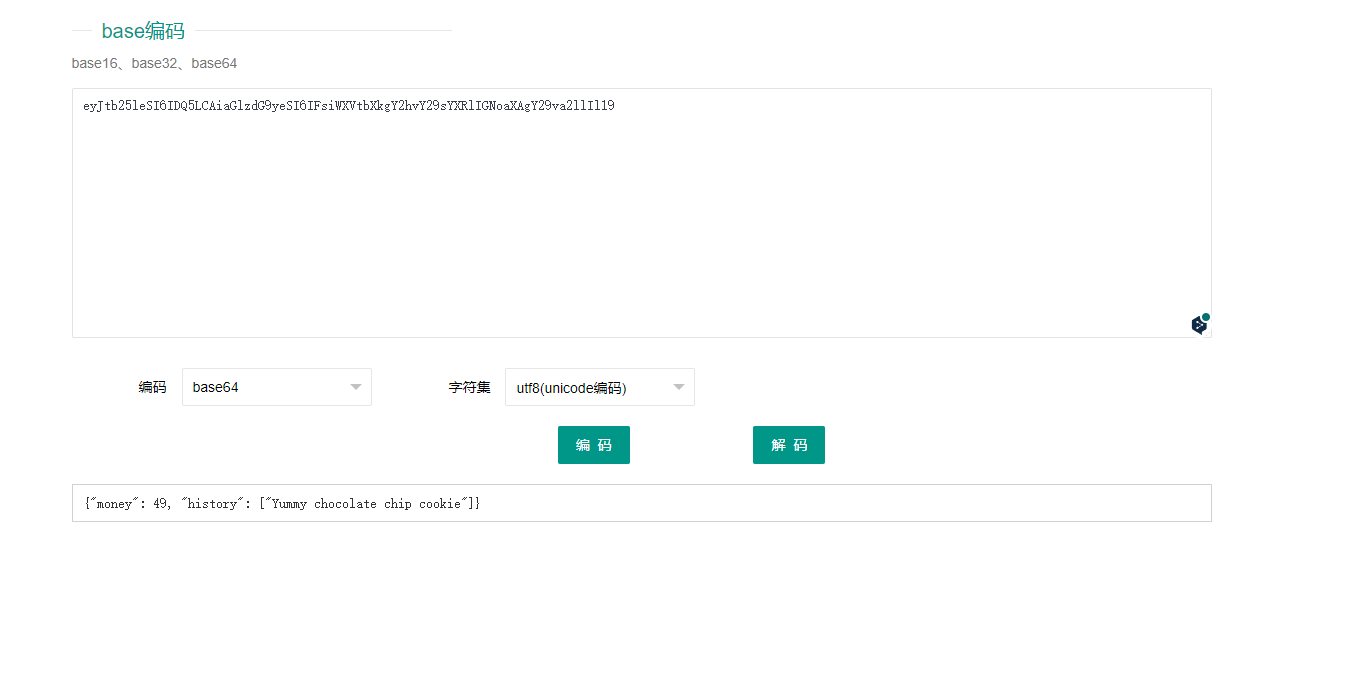 base编码
base16、base32、base64
eyJtb25leSI6IDQ5LCAiaGlzdG9yeSI6IFsiWXVtbXkgY2hvY29sYXRlIGNoaXAgY29va2llIl19
编码 base64 字符集 utf8(unicode编码)
编 码 解 码
{"money": 49, "history": ["Yummy chocolate chip cookie"]}